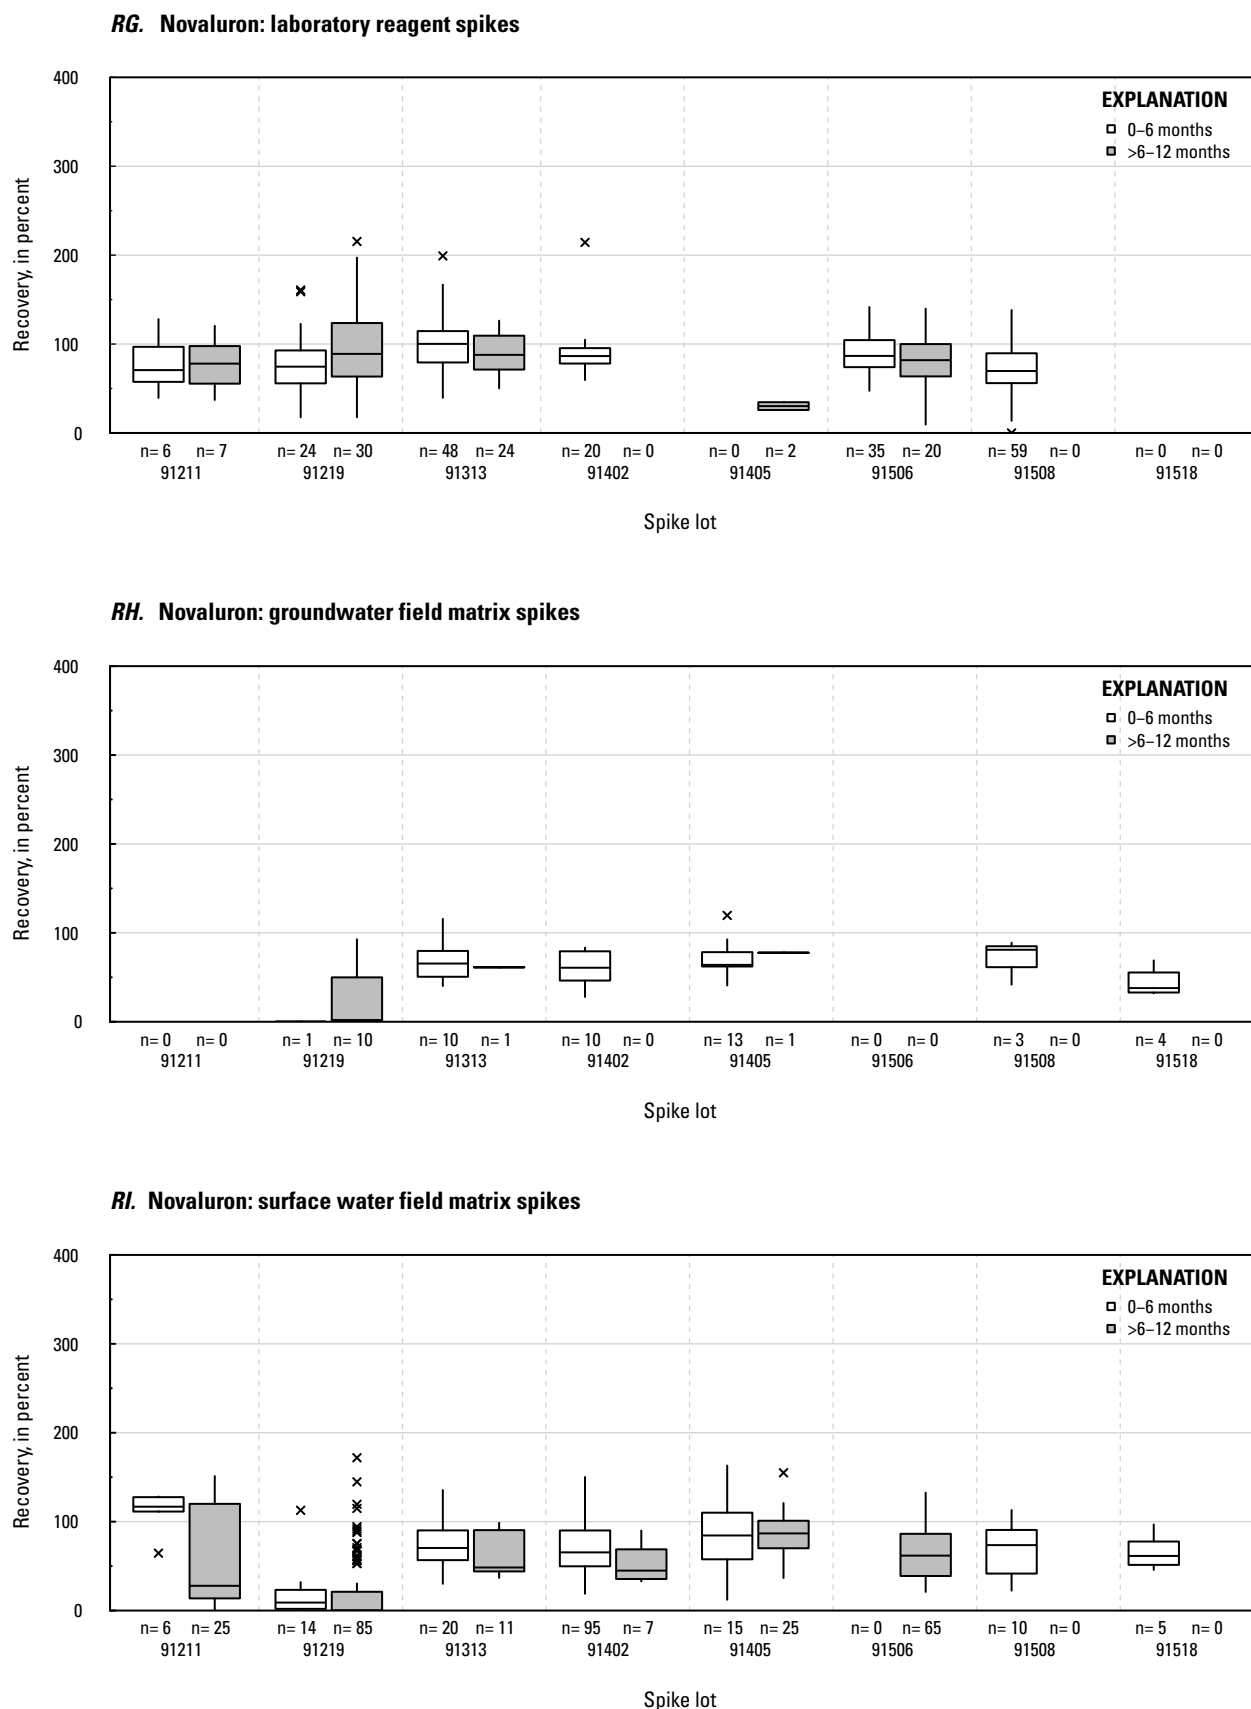 RG. Novaluron: laboratory reagent spikes
400
300
200
100
0
Recovery, in percent
EXPLANATION
0–6 months
>6–12 months
n= 6 n= 7 n= 24 n= 30 n= 48 n= 24 n= 20 n= 0 n= 0 n= 2 n= 35 n= 20 n= 59 n= 0 n= 0 n= 0
91211 91219 91313 91402 91405 91506 91508 91518
Spike lot
RH. Novaluron: groundwater field matrix spikes
400
300
200
100
0
Recovery, in percent
EXPLANATION
0–6 months
>6–12 months
n= 0 n= 0 n= 1 n= 10 n= 10 n= 1 n= 10 n= 0 n= 13 n= 1 n= 0 n= 0 n= 3 n= 0 n= 4 n= 0
91211 91219 91313 91402 91405 91506 91508 91518
Spike lot
RI. Novaluron: surface water field matrix spikes
400
300
200
100
0
Recovery, in percent
EXPLANATION
0–6 months
>6–12 months
n= 6 n= 25 n= 14 n= 85 n= 20 n= 11 n= 95 n= 7 n= 15 n= 25 n= 0 n= 65 n= 10 n= 0 n= 5 n= 0
91211 91219 91313 91402 91405 91506 91508 91518
Spike lot